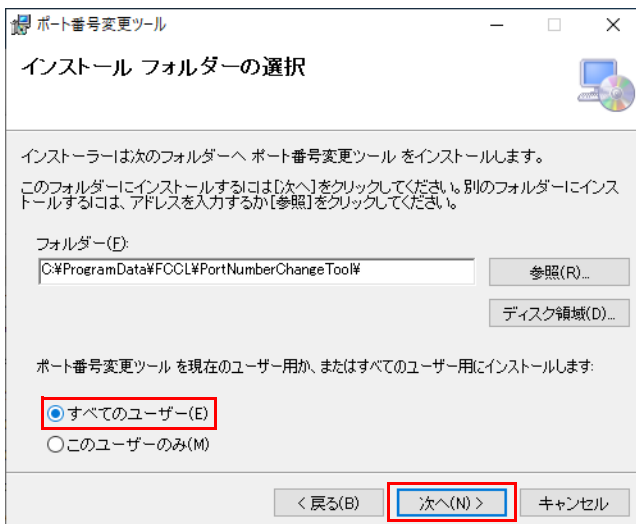 ポート番号変更ツール
インストール フォルダーの選択
インストーラーは次のフォルダーへ ポート番号変更ツール をインストールします。
このフォルダーにインストールするには[次へ]をクリックしてください。別のフォルダーにインス
トールするには、アドレスを入力するか[参照]をクリックしてください。
フォルダー(F):
C:¥ProgramData¥FCCL¥PortNumberChangeTool¥
参照(R)...
ディスク領域(D)...
ポート番号変更ツール を現在のユーザー用か、またはすべてのユーザー用にインストールします:
すべてのユーザー(E)
このユーザーのみ(M)
< 戻る(B)
次へ(N) >
キャンセル